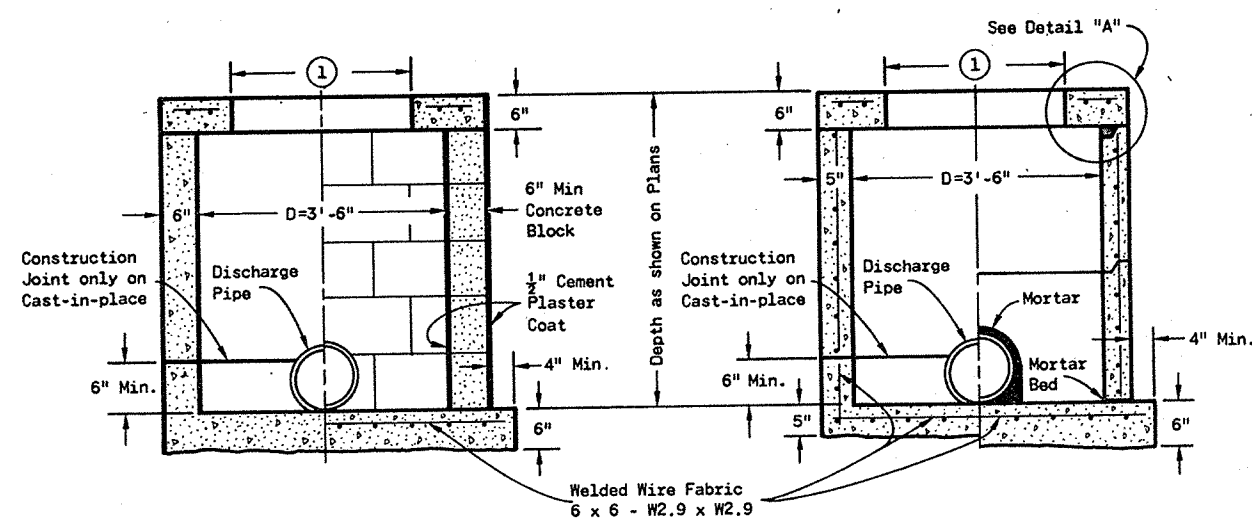 See Detail "A"
1
6"
6"
D=3'-6"
6" Min
Concrete
Block
Construction
Joint only on
Cast-in-place
Discharge
Pipe
½" Cement
Plaster
Coat
6" Min.
4" Min.
6"
Depth as shown on Plans
1
6"
5"
D=3'-6"
Construction
Joint only on
Cast-in-place
Discharge
Pipe
Mortar
6" Min.
Mortar
Bed
4" Min.
5"
6"
Welded Wire Fabric
6 x 6 - W2.9 x W2.9